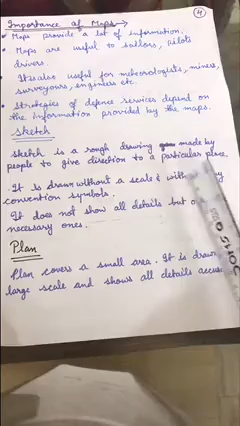 4
Importance of Maps
Maps provide a lot of information.
Maps are useful to sailors, pilots
drivers.
It is also useful for meteorologists, miners,
surveyours, engineers etc.
Strategies of defence services depend on
the information provided by the maps.
Sketch
Sketch is a rough drawing made by
people to give direction to a particular place.
It is drawn without a scale &
convention symbols.
It does not show all details but
necessary ones.
Plan
Plan covers a small area. It is drawn
large scale and shows all details